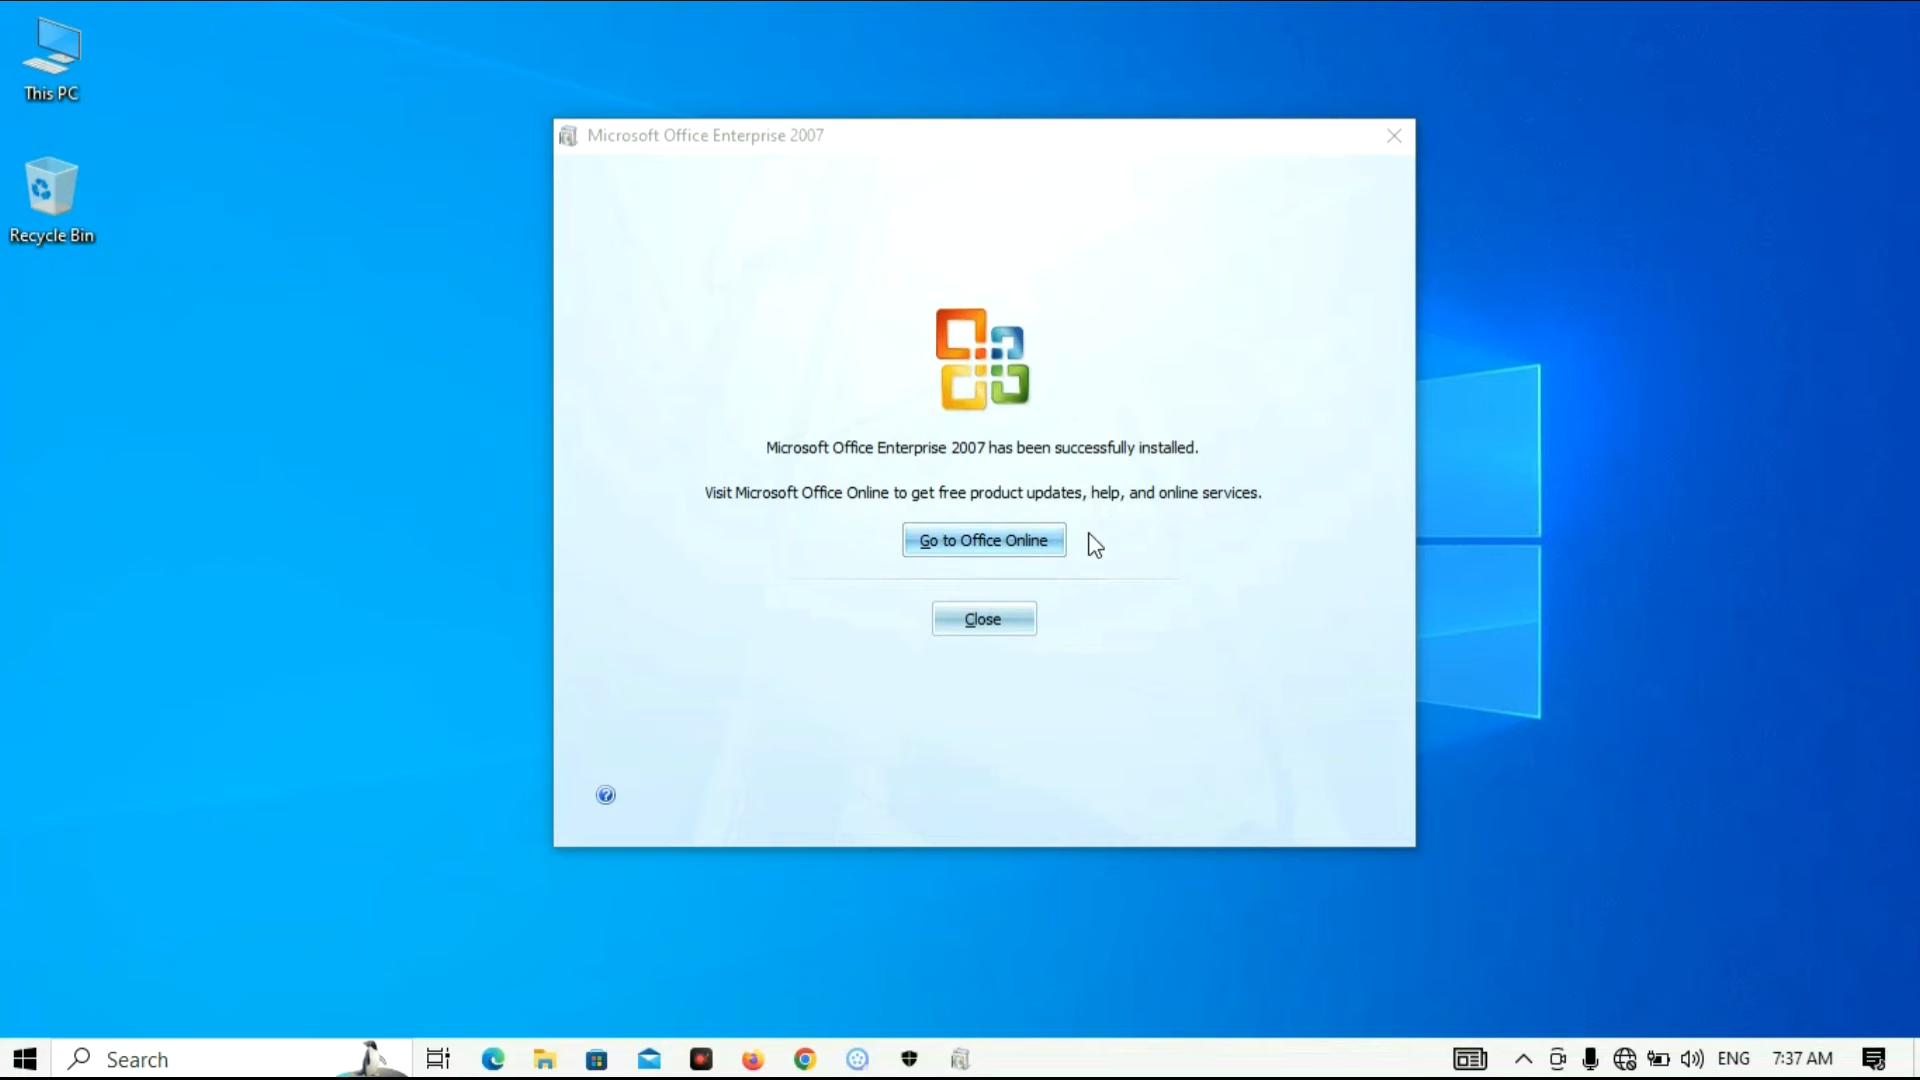 This PC
Recycle Bin
Microsoft Office Enterprise 2007
Microsoft Office Enterprise 2007 has been successfully installed.
Visit Microsoft Office Online to get free product updates, help, and online services.
Go to Office Online
Close
Search
ENG
7:37 AM